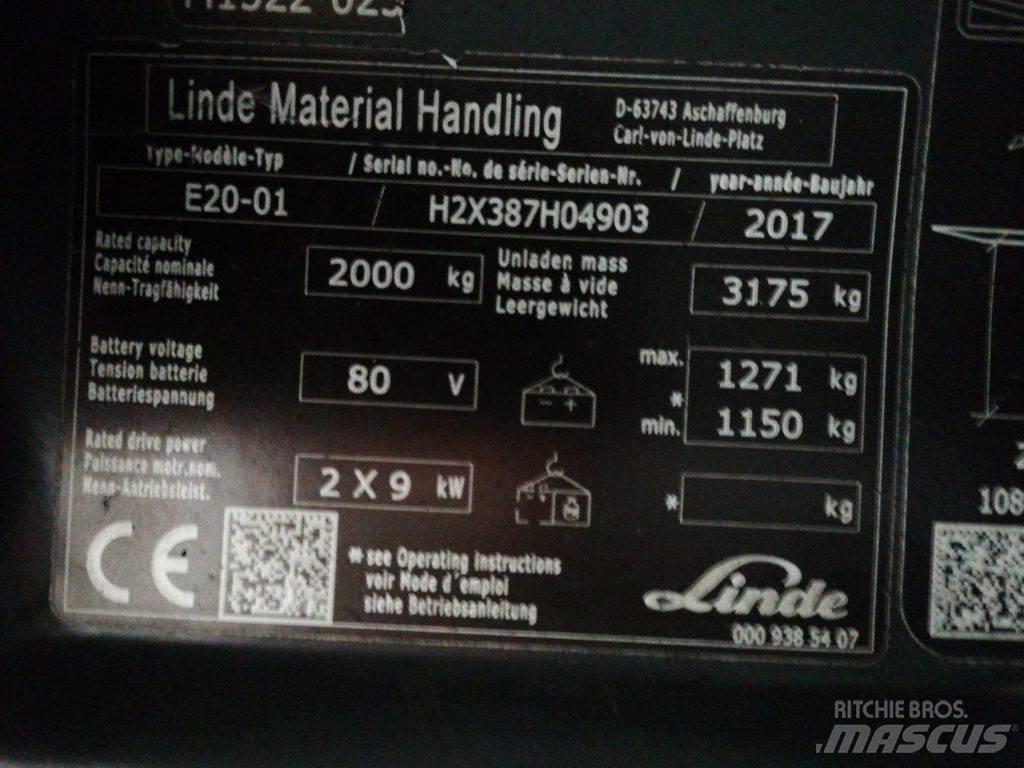 Linde Material Handling
D-63743 Aschaffenburg
Carl-von-Linde-Platz
Type-Modèle-Typ / Serial no.-No. de série-Serien-Nr. / year-année-Baujahr
E20-01 / H2X387H04903 / 2017
Rated capacity
Capacité nominale
Nenn-Tragfähigkeit
2000 kg
Unladen mass
Masse à vide
Leergewicht
3175 kg
Battery voltage
Tension batterie
Batteriespannung
80 V
- +
max. 1271 kg
*
min. 1150 kg
Rated drive power
Puissance motr.nom.
Nenn-Antriebsleist.
2 X 9 kW
* kg
CE
* see Operating instructions
voir Mode d'emploi
siehe Betriebsanleitung
Linde
000 938 54 07
108
RITCHIE BROS.
MASCUS